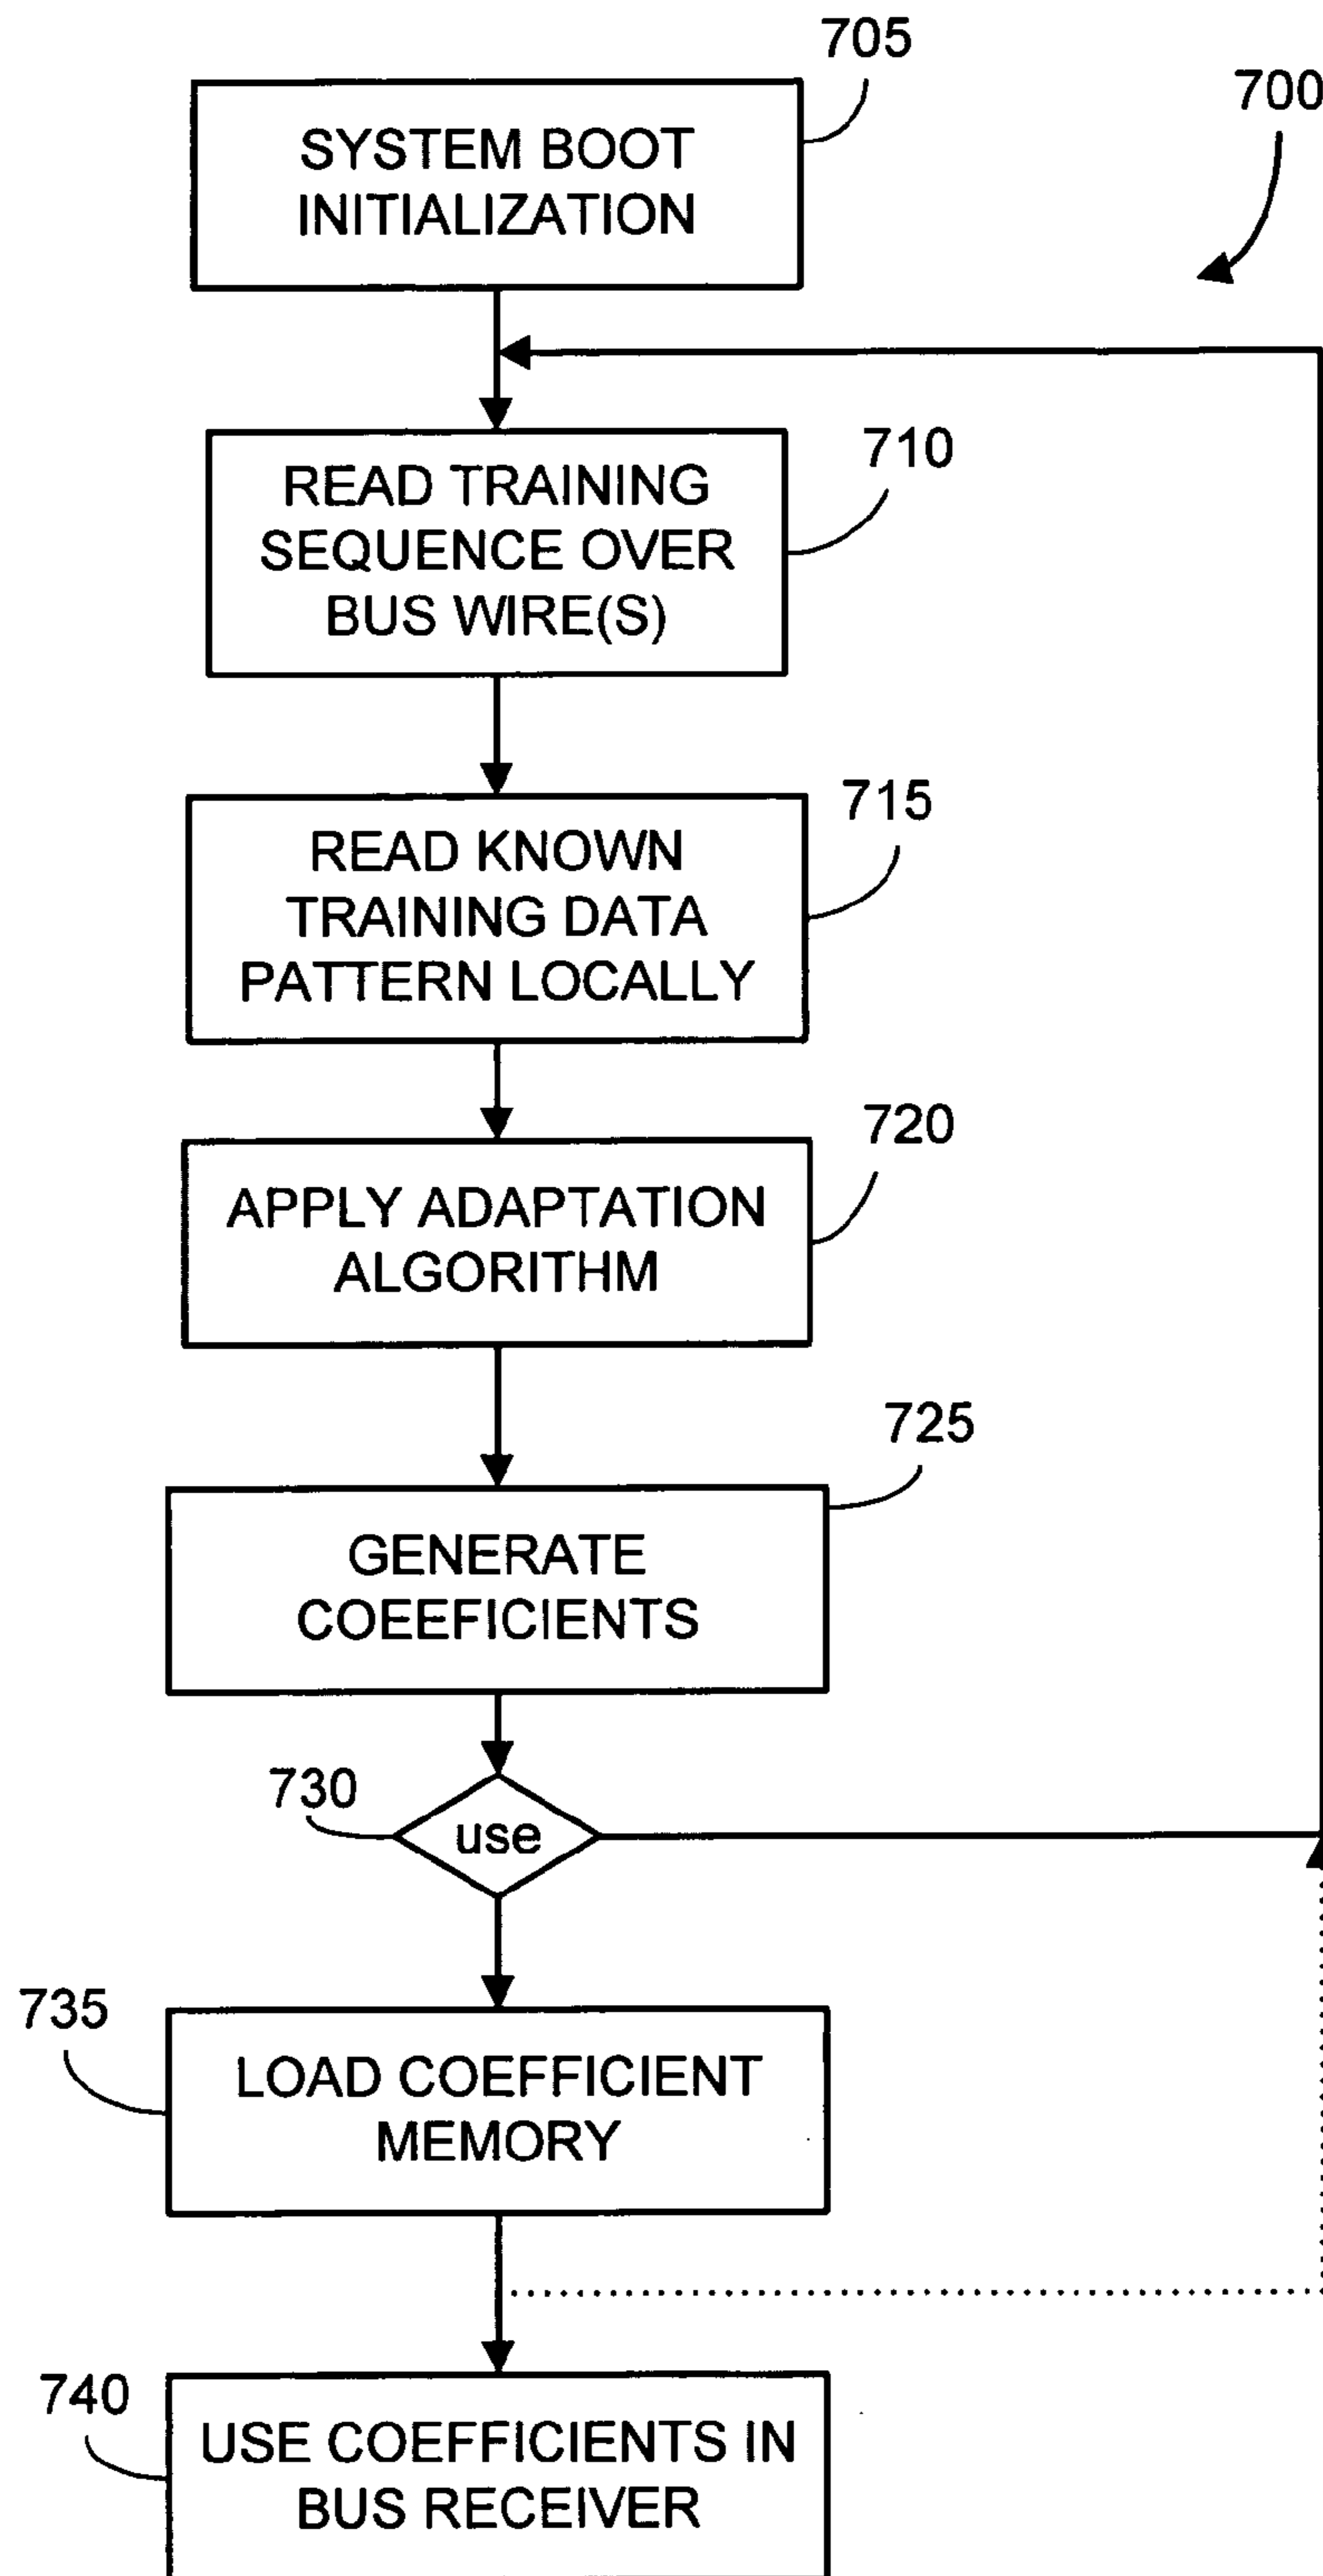 705
700
SYSTEM BOOT
INITIALIZATION
710
READ TRAINING
SEQUENCE OVER
BUS WIRE(S)
715
READ KNOWN
TRAINING DATA
PATTERN LOCALLY
720
APPLY ADAPTATION
ALGORITHM
725
GENERATE
COEEFICIENTS
730
use
735
LOAD COEFFICIENT
MEMORY
740
USE COEFFICIENTS IN
BUS RECEIVER